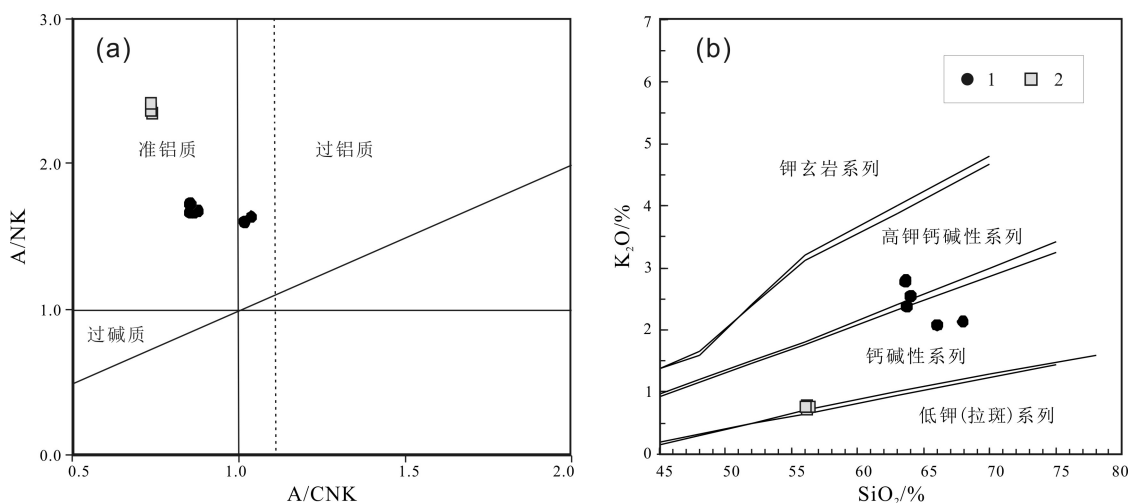 (a)
3.0
2.0
1.0
0.0
A/NK
准铝质
过铝质
过碱质
0.5
1.0
1.5
2.0
A/CNK
(b)
7
6
5
4
3
2
1
0
K₂O/%
1
2
钾玄岩系列
高钾钙碱性系列
钙碱性系列
低钾(拉斑)系列
45
50
55
60
65
70
75
80
SiO₂/%